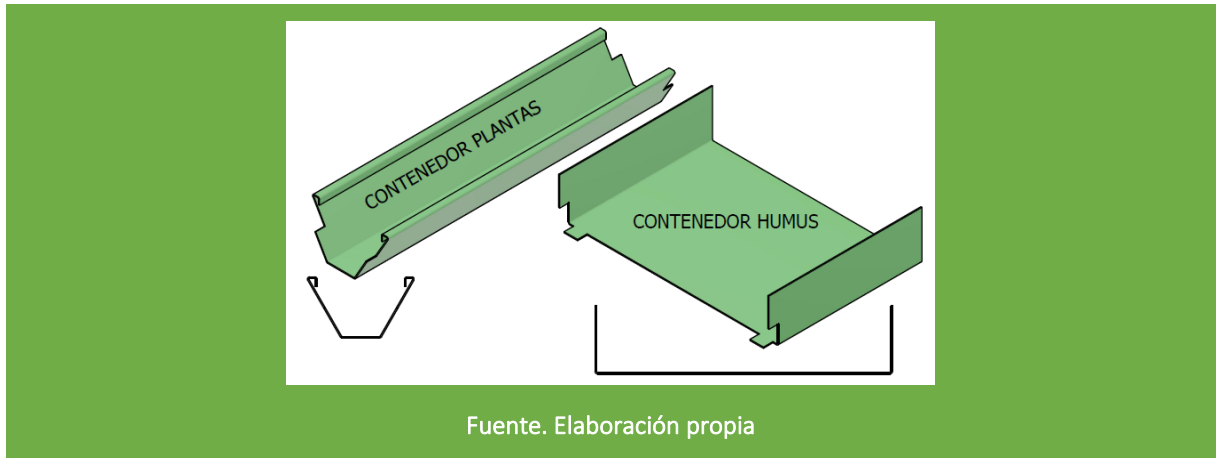 CONTENEDOR PLANTAS
CONTENEDOR HUMUS
Fuente. Elaboración propia